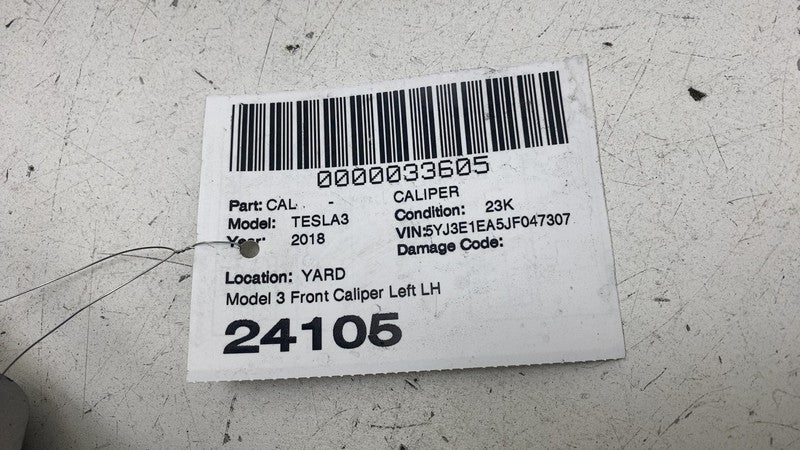 0000033605
Part: CAL - CALIPER
Model: TESLA3 Condition: 23K
Year: 2018 VIN:5YJ3E1EA5JF047307
Damage Code:
Location: YARD
Model 3 Front Caliper Left LH
24105